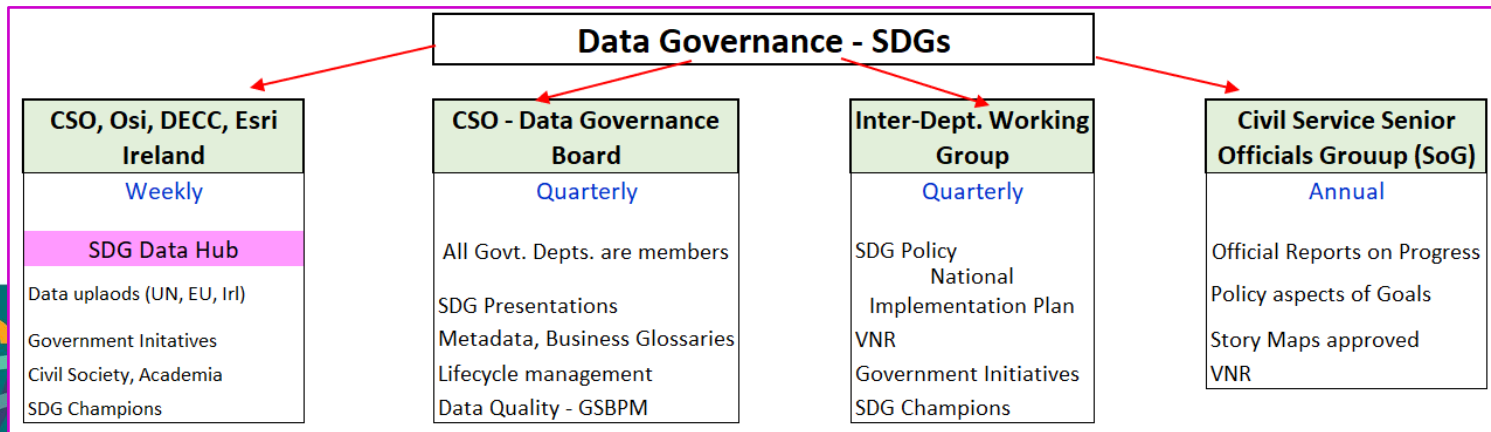 Data Governance - SDGs
CSO, Osi, DECC, Esri
Ireland
Weekly
SDG Data Hub
Data uplaods (UN, EU, Irl)
Government Initatives
Civil Society, Academia
SDG Champions
CSO - Data Governance
Board
Quarterly
All Govt. Depts. are members
SDG Presentations
Metadata, Business Glossaries
Lifecycle management
Data Quality - GSBPM
Inter-Dept. Working
Group
Quarterly
SDG Policy
National
Implementation Plan
VNR
Government Initiatives
SDG Champions
Civil Service Senior
Officials Grouup (SoG)
Annual
Official Reports on Progress
Policy aspects of Goals
Story Maps approved
VNR